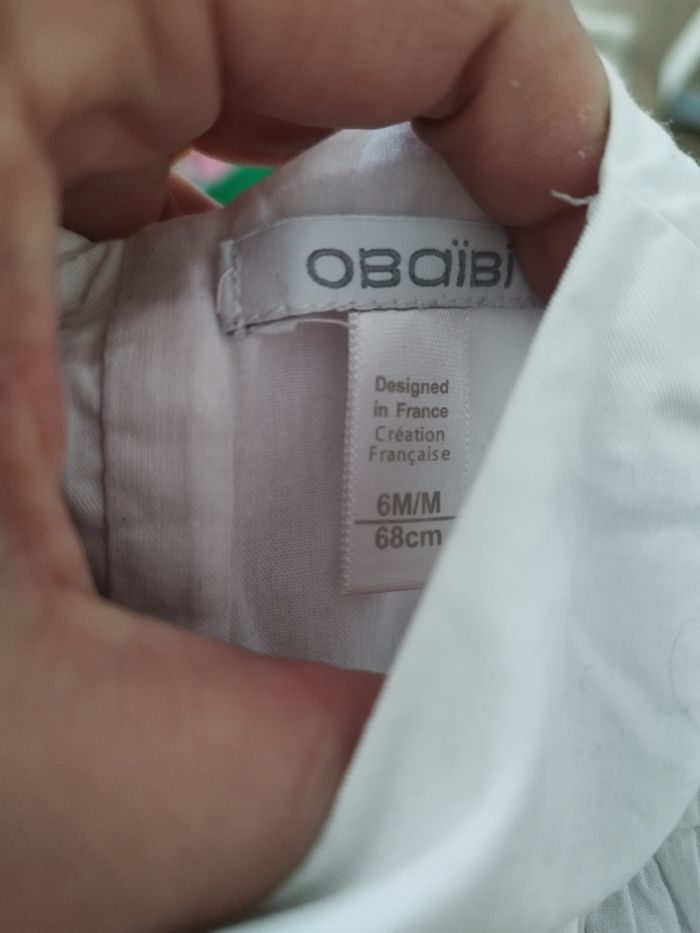 OBaïBi
Designed
in France
Création
Française
6M/M
68cm